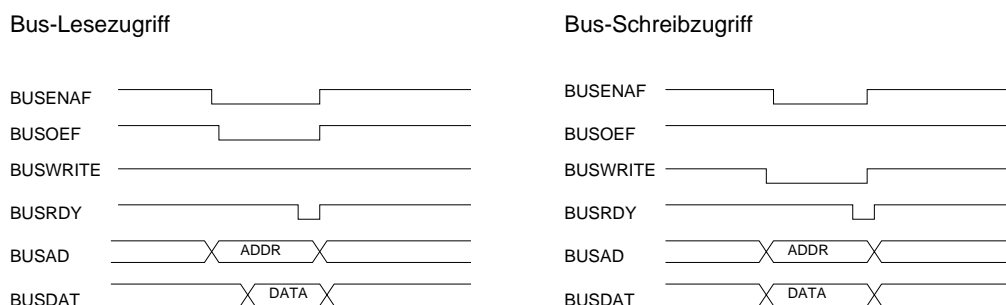 Bus-Lesezugriff
BUSENAF
BUSOEF
BUSWRITE
BUSRDY
BUSAD ADDR
BUSDAT DATA
Bus-Schreibzugriff
BUSENAF
BUSOEF
BUSWRITE
BUSRDY
BUSAD ADDR
BUSDAT DATA